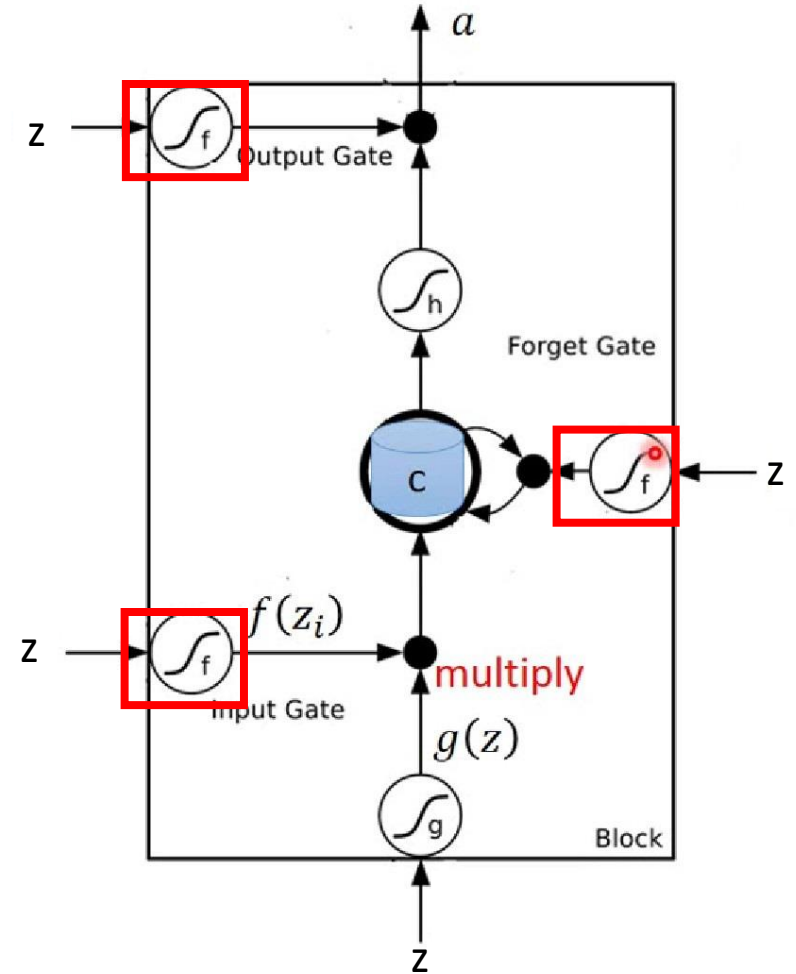 a
z
f
Output Gate
h
Forget Gate
c
f
z
f(z_i)
z
f
multiply
Input Gate
g(z)
g
Block
z